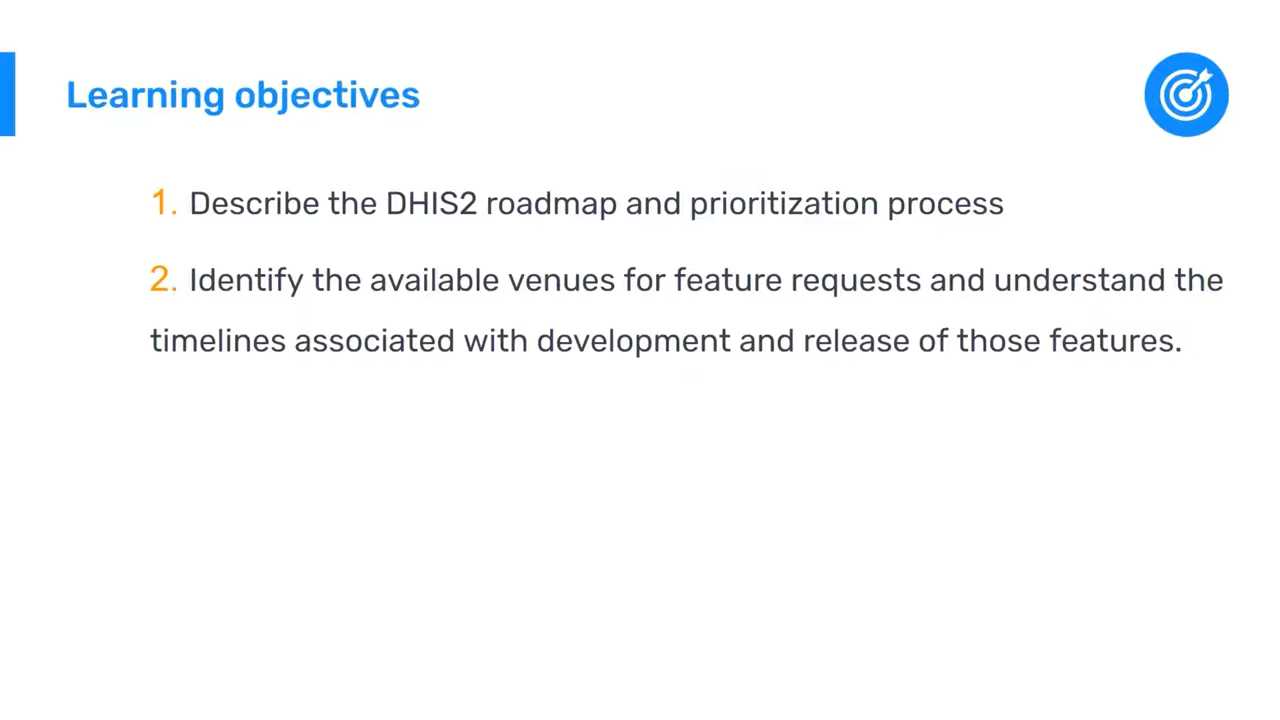 Learning objectives
1. Describe the DHIS2 roadmap and prioritization process
2. Identify the available venues for feature requests and understand the
timelines associated with development and release of those features.